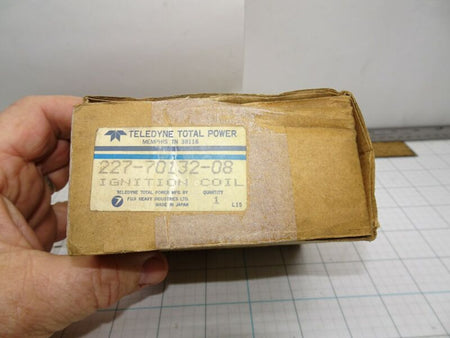 TELEDYNE TOTAL POWER
MEMPHIS TN 38118
227-70132-08
IGNITION COIL
TELEDYNE TOTAL POWER MFG BY
FUJI HEAVY INDUSTRIES LTD.
MADE IN JAPAN
QUANTITY
1
L15